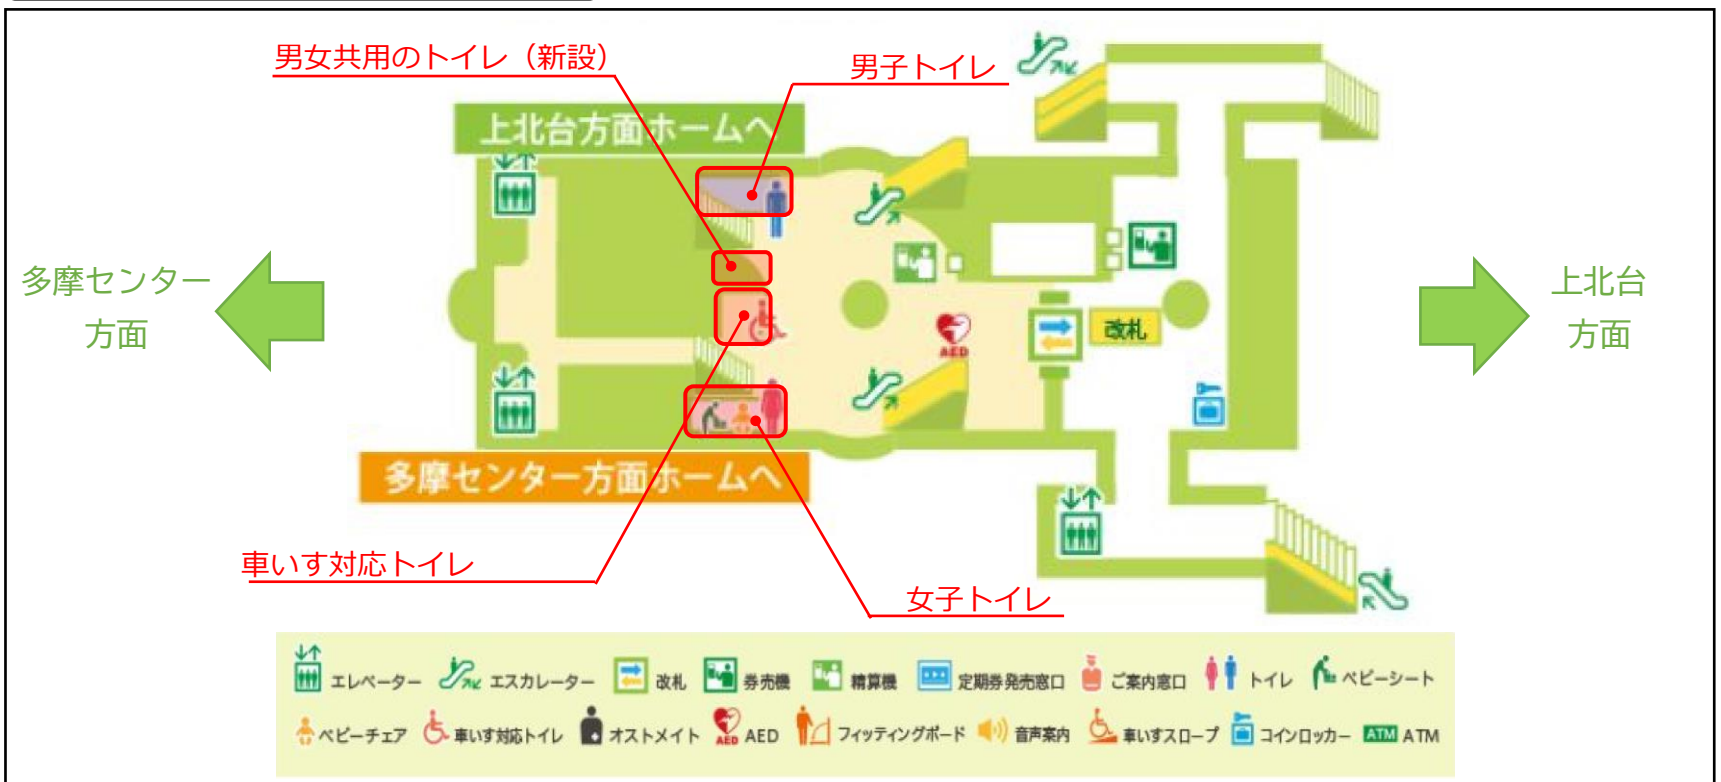 男女共用のトイレ（新設）
男子トイレ
上北台方面ホームへ
多摩センター
方面
上北台
方面
改札
AED
多摩センター方面ホームへ
車いす対応トイレ
女子トイレ
エレベーター エスカレーター 改札 券売機 精算機 定期券発売窓口 ご案内窓口 トイレ ベビーシート
ベビーチェア 車いす対応トイレ オストメイト AED AED フィッティングボード 音声案内 車いすスロープ コインロッカー ATM ATM